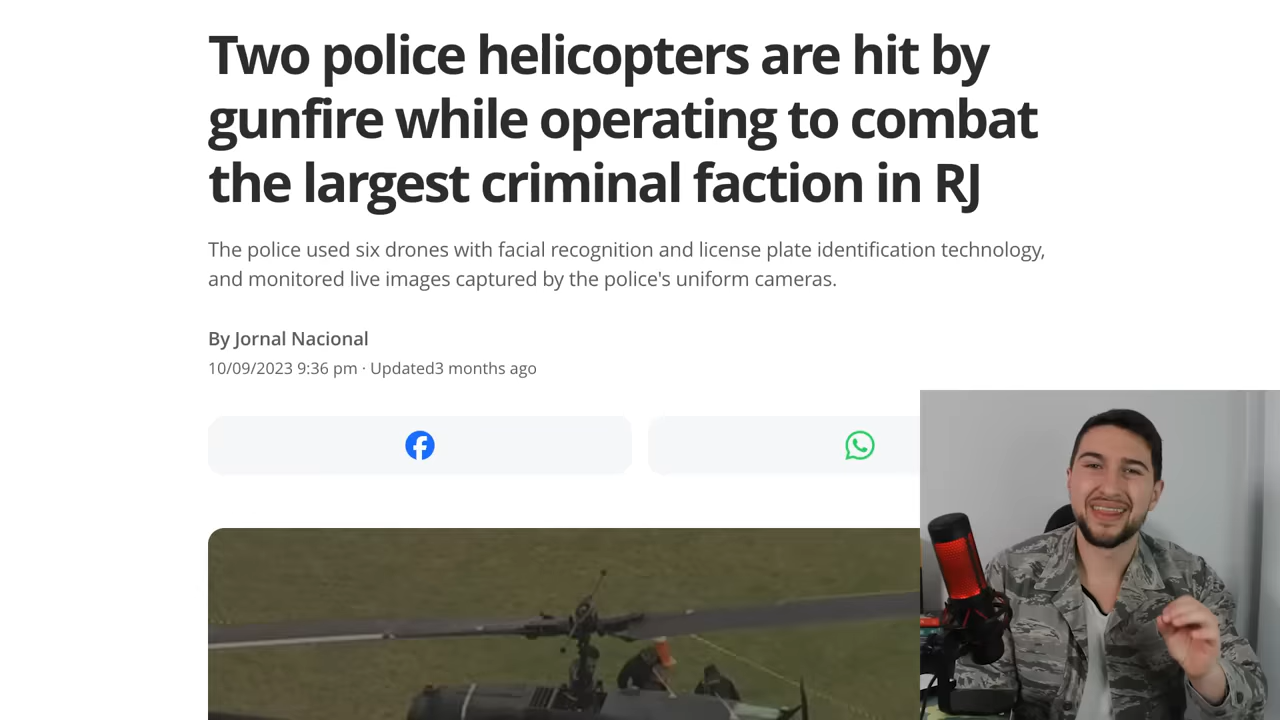 Two police helicopters are hit by
gunfire while operating to combat
the largest criminal faction in RJ
The police used six drones with facial recognition and license plate identification technology,
and monitored live images captured by the police's uniform cameras.
By Jornal Nacional
10/09/2023 9:36 pm · Updated3 months ago